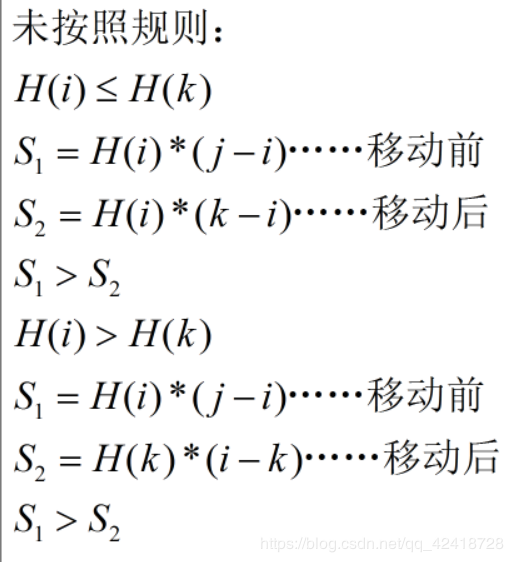 未按照规则：
H(i) ≤ H(k)
S₁ = H(i)*(j−i)⋯⋯移动前
S₂ = H(i)*(k−i)⋯⋯移动后
S₁ > S₂
H(i) > H(k)
S₁ = H(i)*(j−i)⋯⋯移动前
S₂ = H(k)*(i−k)⋯⋯移动后
S₁ > S₂
https://blog.csdn.net/qq_42418728